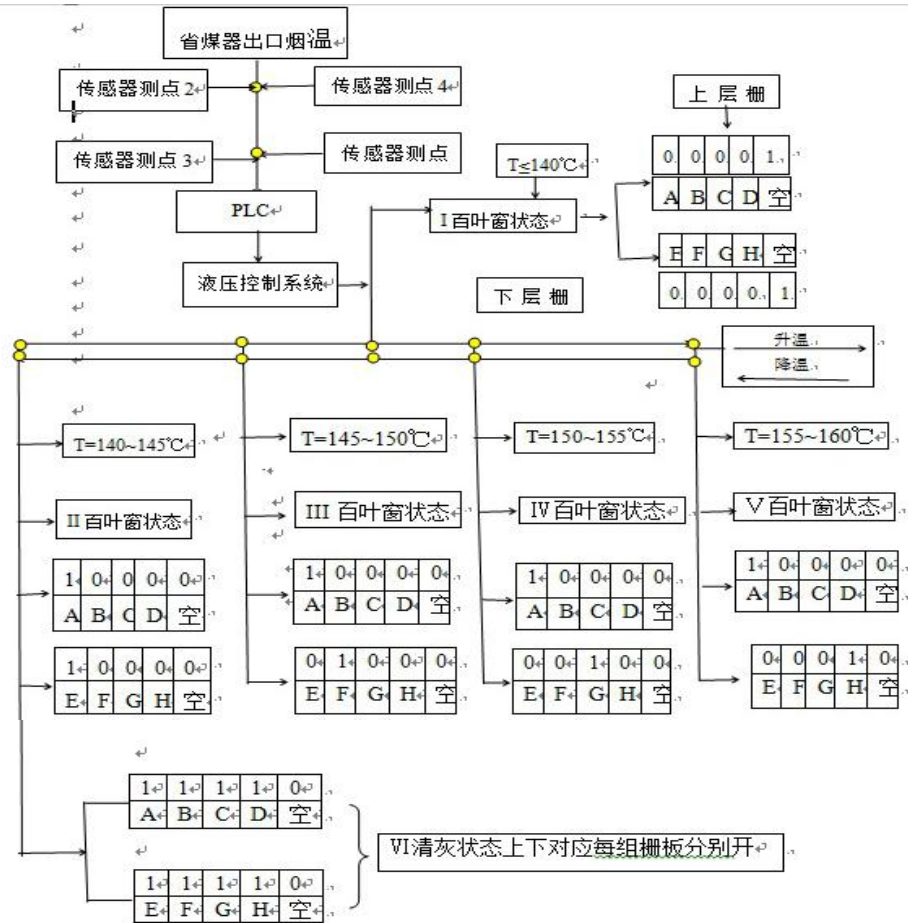 省煤器出口烟温
传感器测点2
传感器测点4
上层栅
传感器测点3
传感器测点
T≤140℃
0 0 0 0 1
A B C D 空
PLC
I百叶窗状态
E F G H 空
0 0 0 0 1
液压控制系统
下层栅
升温
降温
T=140~145℃
T=145~150℃
T=150~155℃
T=155~160℃
II百叶窗状态
III 百叶窗状态
IV百叶窗状态
V百叶窗状态
1 0 0 0 0
A B C D 空
1 0 0 0 0
A B C D 空
1 0 0 0 0
A B C D 空
1 0 0 0 0
A B C D 空
1 0 0 0 0
E F G H 空
0 1 0 0 0
E F G H 空
0 0 1 0 0
E F G H 空
0 0 0 1 0
E F G H 空
1 1 1 1 0
A B C D 空
VI清灰状态上下对应每组栅板分别开
1 1 1 1 0
E F G H 空